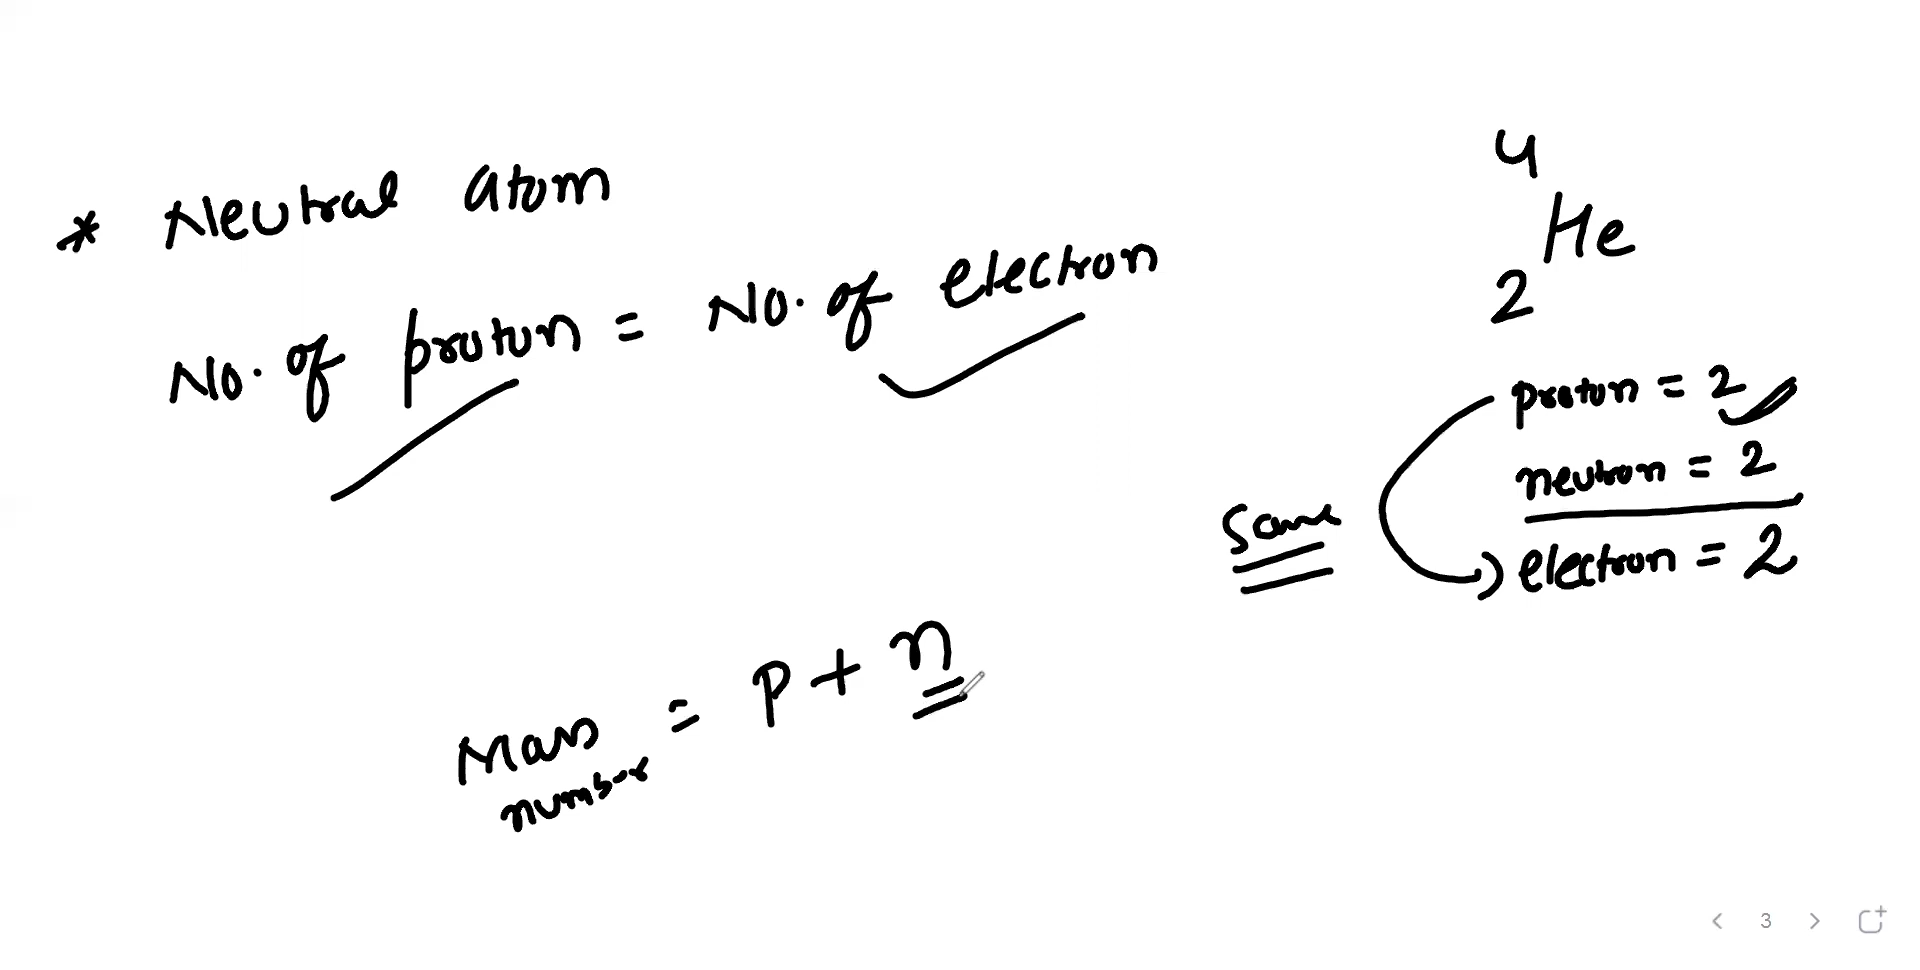 * Neutral atom
No. of proton = No. of electron
Mass number = p + n
4
He
2
proton = 2
neutron = 2
electron = 2
Same
3